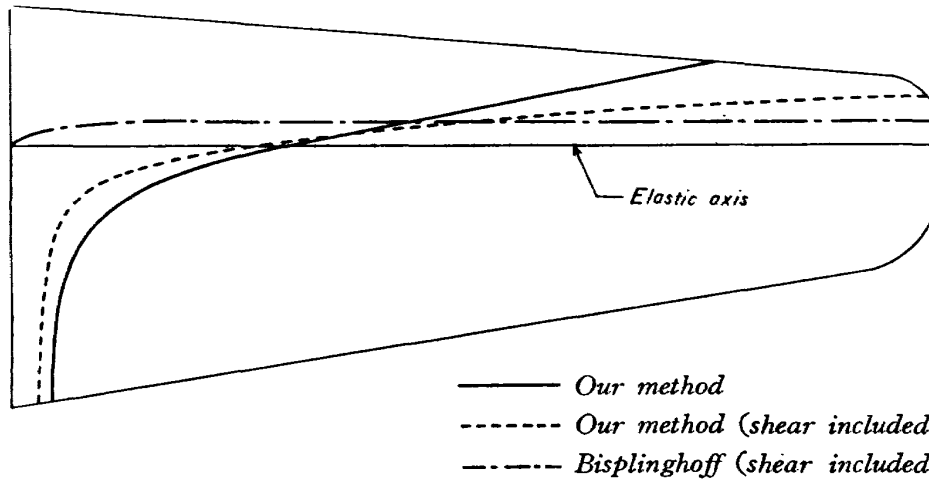 Elastic axis
Our method
Our method (shear included
Bisplinghoff (shear included